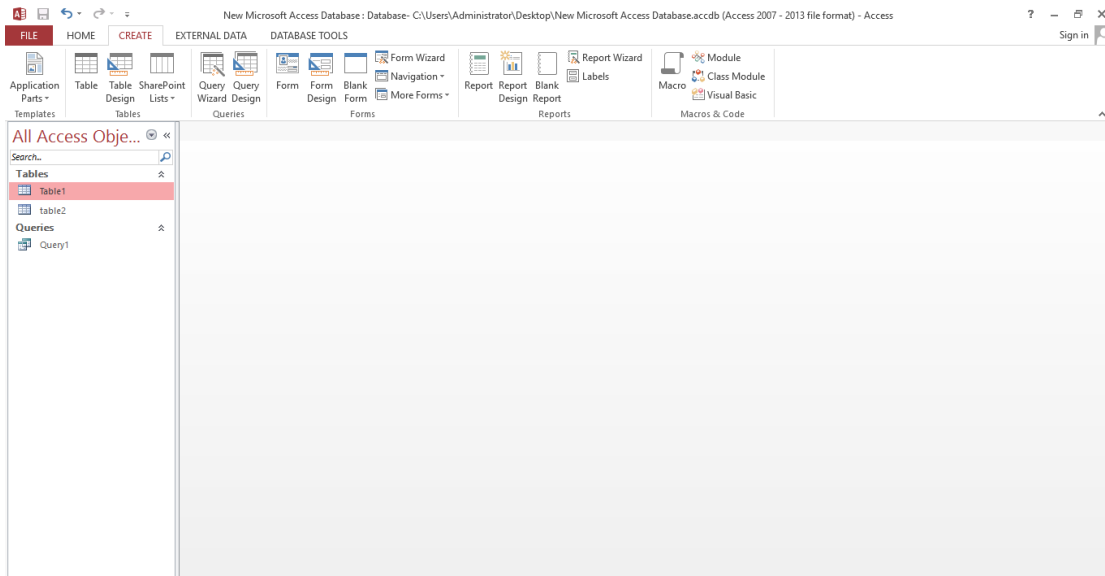 New Microsoft Access Database : Database- C:\Users\Administrator\Desktop\New Microsoft Access Database.accdb (Access 2007 - 2013 file format) - Access
FILE HOME CREATE EXTERNAL DATA DATABASE TOOLS Sign in
Application Parts
Table
Table Design
SharePoint Lists
Query Wizard
Query Design
Form
Form Design
Blank Form
Form Wizard
Navigation
More Forms
Report
Report Design
Blank Report
Report Wizard
Labels
Macro
Module
Class Module
Visual Basic
Templates Tables Queries Forms Reports Macros & Code
All Access Obje...
Search...
Tables
Table1
table2
Queries
Query1